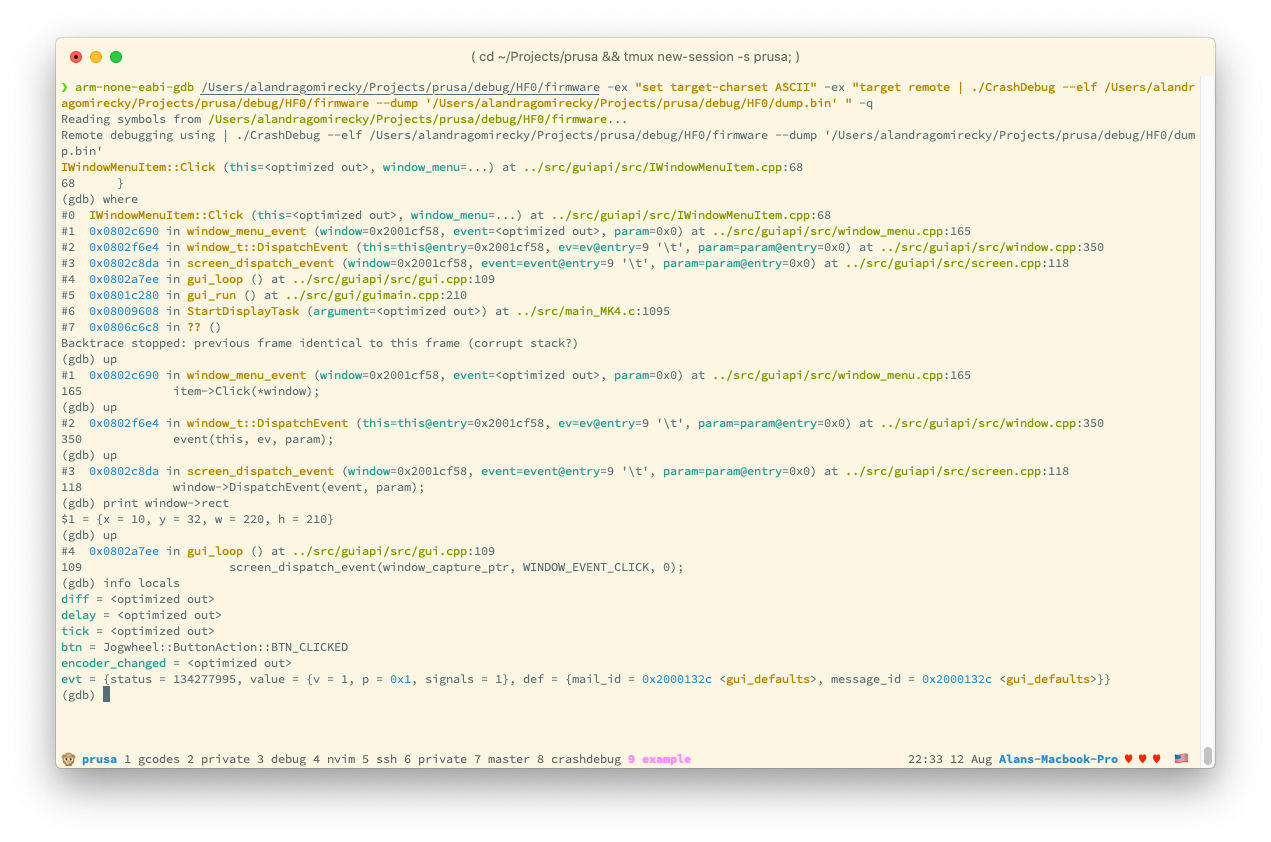 ( cd ~/Projects/prusa && tmux new-session -s prusa; )
❯ arm-none-eabi-gdb /Users/alandragomirecky/Projects/prusa/debug/HF0/firmware -ex "set target-charset ASCII" -ex "target remote | ./CrashDebug --elf /Users/alandr
agomirecky/Projects/prusa/debug/HF0/firmware --dump '/Users/alandragomirecky/Projects/prusa/debug/HF0/dump.bin' " -q
Reading symbols from /Users/alandragomirecky/Projects/prusa/debug/HF0/firmware...
Remote debugging using | ./CrashDebug --elf /Users/alandragomirecky/Projects/prusa/debug/HF0/firmware --dump '/Users/alandragomirecky/Projects/prusa/debug/HF0/dum
p.bin'
IWindowMenuItem::Click (this=<optimized out>, window_menu=...) at ../src/guiapi/src/IWindowMenuItem.cpp:68
68      }
(gdb) where
#0  IWindowMenuItem::Click (this=<optimized out>, window_menu=...) at ../src/guiapi/src/IWindowMenuItem.cpp:68
#1  0x0802c690 in window_menu_event (window=0x2001cf58, event=<optimized out>, param=0x0) at ../src/guiapi/src/window_menu.cpp:165
#2  0x0802f6e4 in window_t::DispatchEvent (this=this@entry=0x2001cf58, ev=ev@entry=9 '\t', param=param@entry=0x0) at ../src/guiapi/src/window.cpp:350
#3  0x0802c8da in screen_dispatch_event (window=0x2001cf58, event=event@entry=9 '\t', param=param@entry=0x0) at ../src/guiapi/src/screen.cpp:118
#4  0x0802a7ee in gui_loop () at ../src/guiapi/src/gui.cpp:109
#5  0x0801c280 in gui_run () at ../src/gui/guimain.cpp:210
#6  0x08009608 in StartDisplayTask (argument=<optimized out>) at ../src/main_MK4.c:1095
#7  0x0806c6c8 in ?? ()
Backtrace stopped: previous frame identical to this frame (corrupt stack?)
(gdb) up
#1  0x0802c690 in window_menu_event (window=0x2001cf58, event=<optimized out>, param=0x0) at ../src/guiapi/src/window_menu.cpp:165
165             item->Click(*window);
(gdb) up
#2  0x0802f6e4 in window_t::DispatchEvent (this=this@entry=0x2001cf58, ev=ev@entry=9 '\t', param=param@entry=0x0) at ../src/guiapi/src/window.cpp:350
350             event(this, ev, param);
(gdb) up
#3  0x0802c8da in screen_dispatch_event (window=0x2001cf58, event=event@entry=9 '\t', param=param@entry=0x0) at ../src/guiapi/src/screen.cpp:118
118             window->DispatchEvent(event, param);
(gdb) print window->rect
$1 = {x = 10, y = 32, w = 220, h = 210}
(gdb) up
#4  0x0802a7ee in gui_loop () at ../src/guiapi/src/gui.cpp:109
109                     screen_dispatch_event(window_capture_ptr, WINDOW_EVENT_CLICK, 0);
(gdb) info locals
diff = <optimized out>
delay = <optimized out>
tick = <optimized out>
btn = Jogwheel::ButtonAction::BTN_CLICKED
encoder_changed = <optimized out>
evt = {status = 134277995, value = {v = 1, p = 0x1, signals = 1}, def = {mail_id = 0x2000132c <gui_defaults>, message_id = 0x2000132c <gui_defaults>}}
(gdb)
🐵 prusa 1 gcodes 2 private 3 debug 4 nvim 5 ssh 6 private 7 master 8 crashdebug 9 example 22:33 12 Aug Alans-Macbook-Pro ♥ ♥ ♥ 🇺🇸